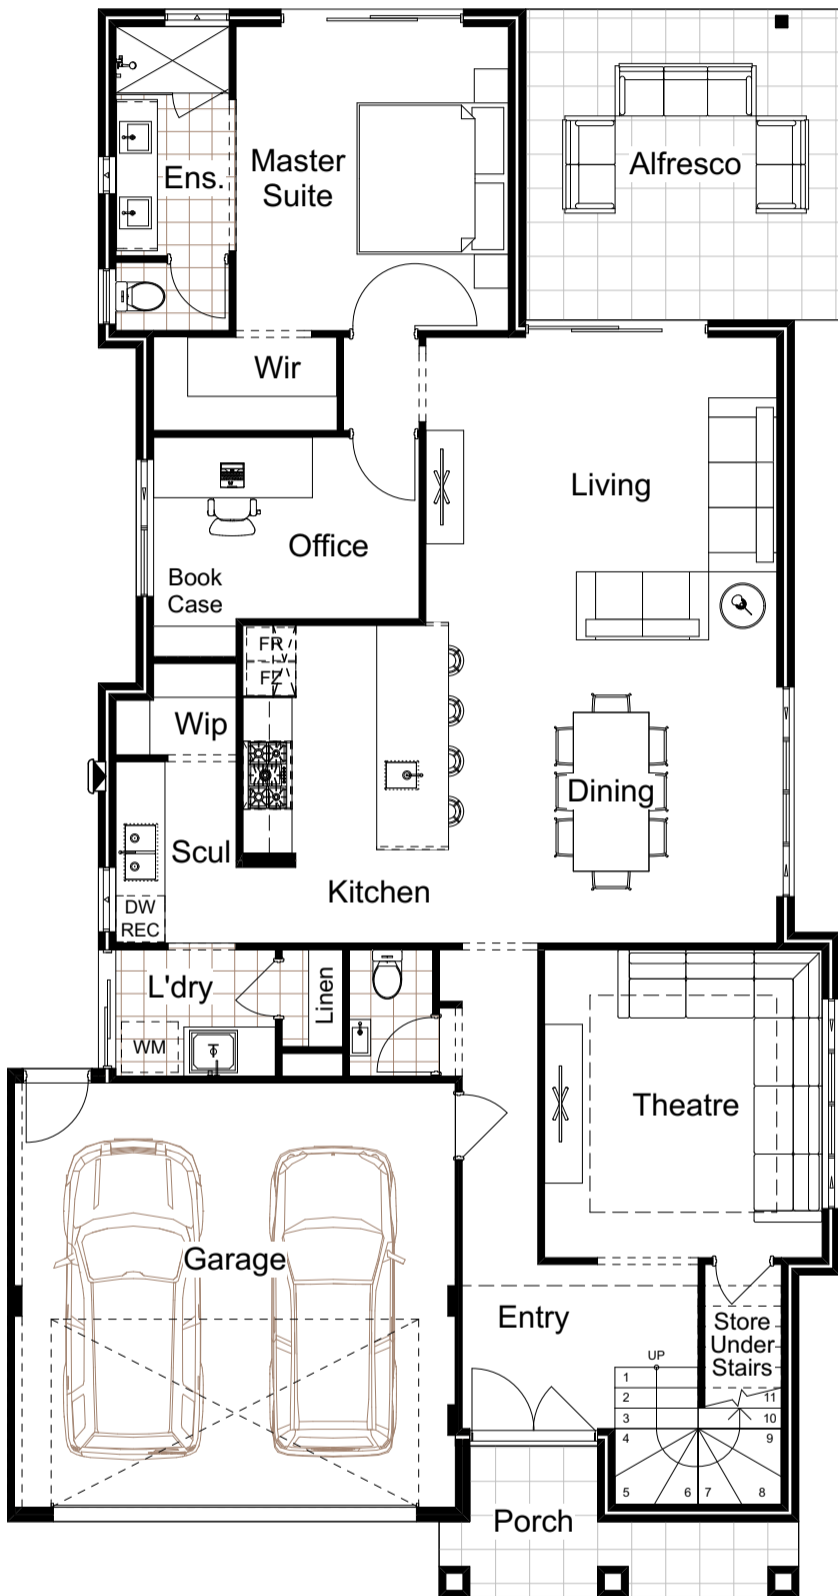 Ens.
Master
Suite
Alfresco
Wir
Living
Office
Book
Case
FR
FZ
Wip
Dining
Scul
Kitchen
DW
REC
L'dry
Linen
WM
Theatre
Garage
Entry
Store
Under
Stairs
UP
1
2
3
4
5
6
7
8
9
10
11
Porch